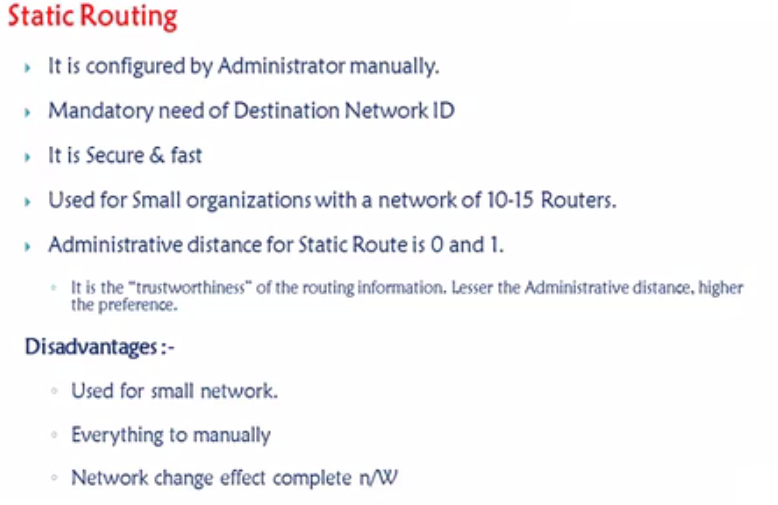 Static Routing
It is configured by Administrator manually.
Mandatory need of Destination Network ID
It is Secure & fast
Used for Small organizations with a network of 10-15 Routers.
Administrative distance for Static Route is 0 and 1.
It is the "trustworthiness" of the routing information. Lesser the Administrative distance, higher
the preference.
Disadvantages :-
Used for small network.
Everything to manually
Network change effect complete n/W